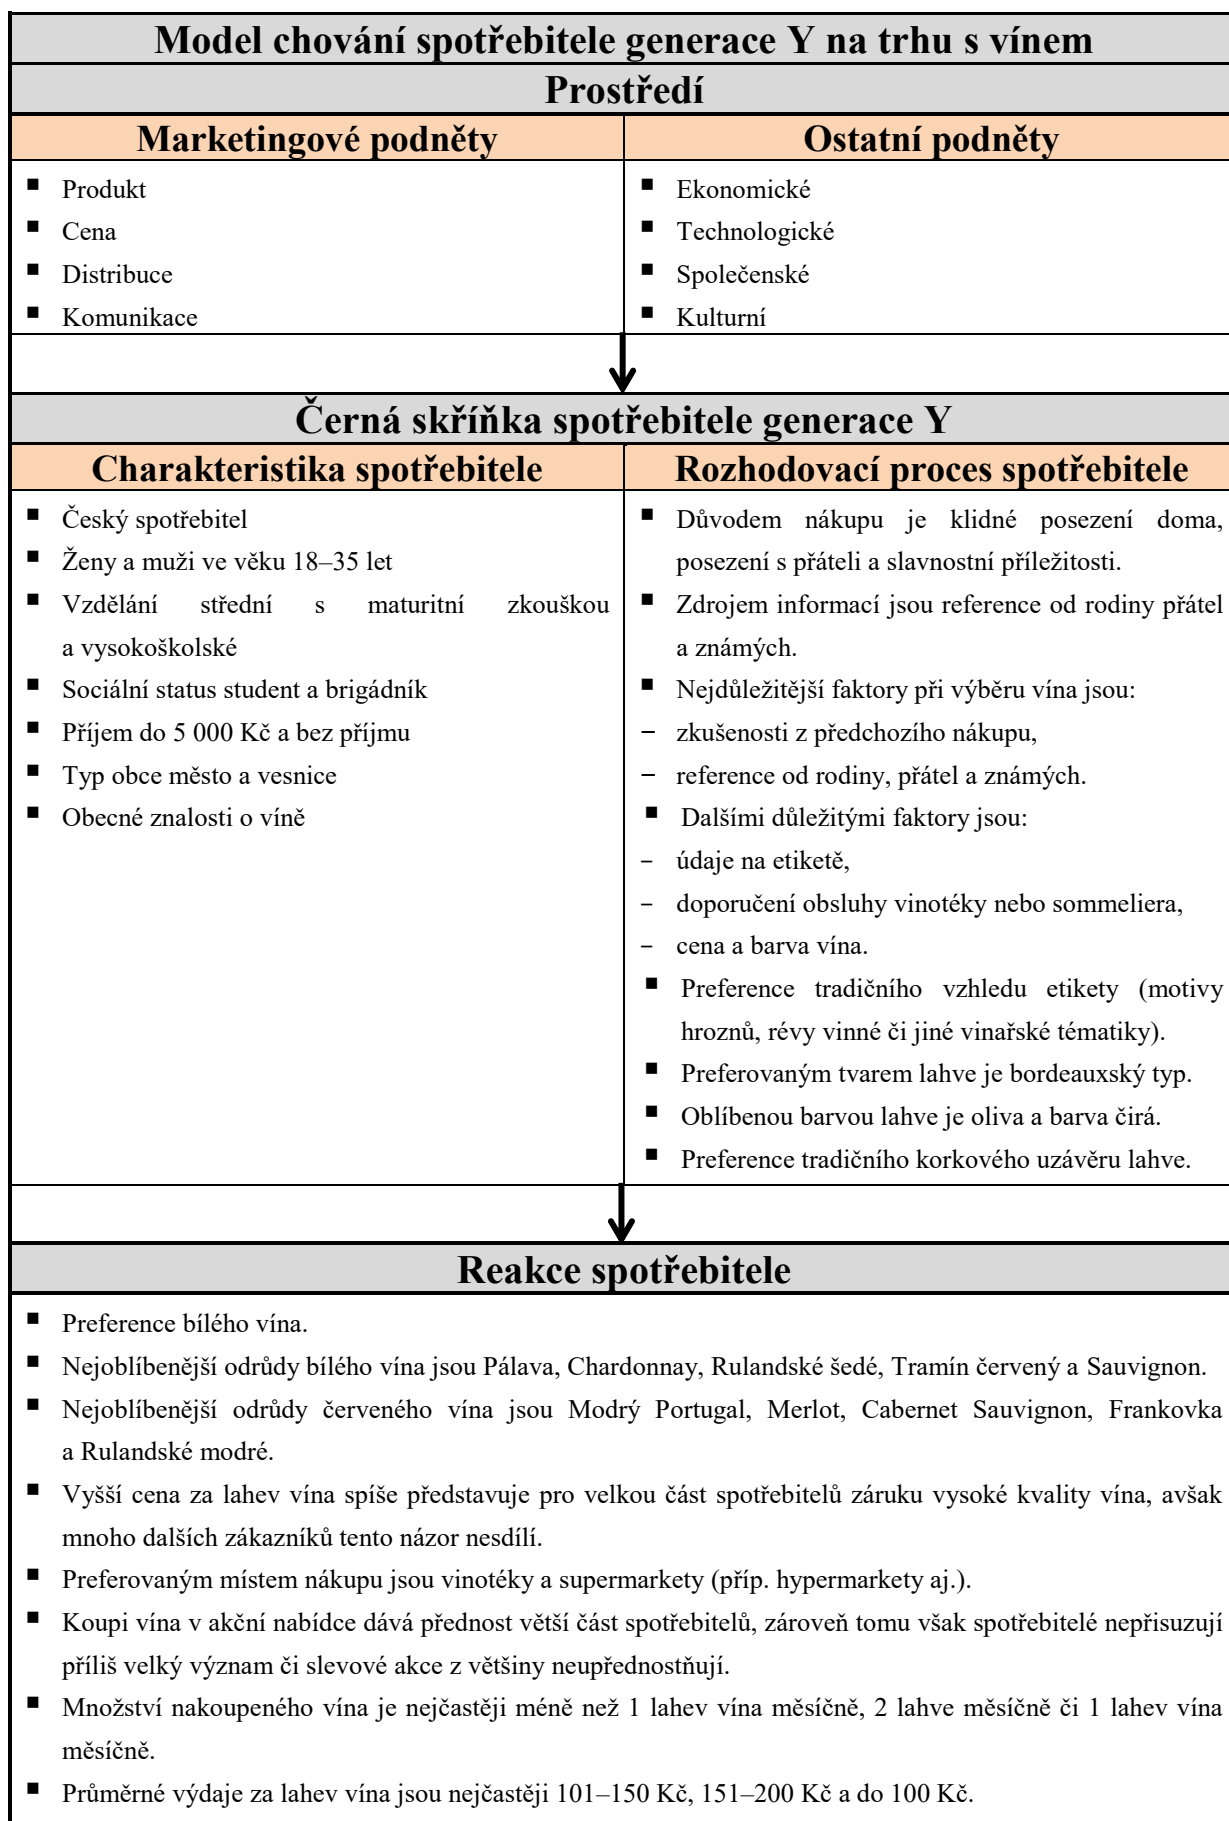 Model chování spotřebitele generace Y na trhu s vínem
Prostředí
Marketingové podněty
▪ Produkt
▪ Cena
▪ Distribuce
▪ Komunikace
Ostatní podněty
▪ Ekonomické
▪ Technologické
▪ Společenské
▪ Kulturní
Černá skříňka spotřebitele generace Y
Charakteristika spotřebitele
▪ Český spotřebitel
▪ Ženy a muži ve věku 18–35 let
▪ Vzdělání střední s maturitní zkouškou
a vysokoškolské
▪ Sociální status student a brigádník
▪ Příjem do 5 000 Kč a bez příjmu
▪ Typ obce město a vesnice
▪ Obecné znalosti o víně
Rozhodovací proces spotřebitele
▪ Důvodem nákupu je klidné posezení doma,
posezení s přáteli a slavnostní příležitosti.
▪ Zdrojem informací jsou reference od rodiny přátel
a známých.
▪ Nejdůležitější faktory při výběru vína jsou:
– zkušenosti z předchozího nákupu,
– reference od rodiny, přátel a známých.
▪ Dalšími důležitými faktory jsou:
– údaje na etiketě,
– doporučení obsluhy vinotéky nebo sommeliera,
– cena a barva vína.
▪ Preference tradičního vzhledu etikety (motivy
hroznů, révy vinné či jiné vinařské tématiky).
▪ Preferovaným tvarem lahve je bordeauxský typ.
▪ Oblíbenou barvou lahve je oliva a barva čirá.
▪ Preference tradičního korkového uzávěru lahve.
Reakce spotřebitele
▪ Preference bílého vína.
▪ Nejoblíbenější odrůdy bílého vína jsou Pálava, Chardonnay, Rulandské šedé, Tramín červený a Sauvignon.
▪ Nejoblíbenější odrůdy červeného vína jsou Modrý Portugal, Merlot, Cabernet Sauvignon, Frankovka
a Rulandské modré.
▪ Vyšší cena za lahev vína spíše představuje pro velkou část spotřebitelů záruku vysoké kvality vína, avšak
mnoho dalších zákazníků tento názor nesdílí.
▪ Preferovaným místem nákupu jsou vinotéky a supermarkety (příp. hypermarkety aj.).
▪ Koupi vína v akční nabídce dává přednost větší část spotřebitelů, zároveň tomu však spotřebitelé nepřisuzují
příliš velký význam či slevové akce z většiny neupřednostňují.
▪ Množství nakoupeného vína je nejčastěji méně než 1 lahev vína měsíčně, 2 lahve měsíčně či 1 lahev vína
měsíčně.
▪ Průměrné výdaje za lahev vína jsou nejčastěji 101–150 Kč, 151–200 Kč a do 100 Kč.